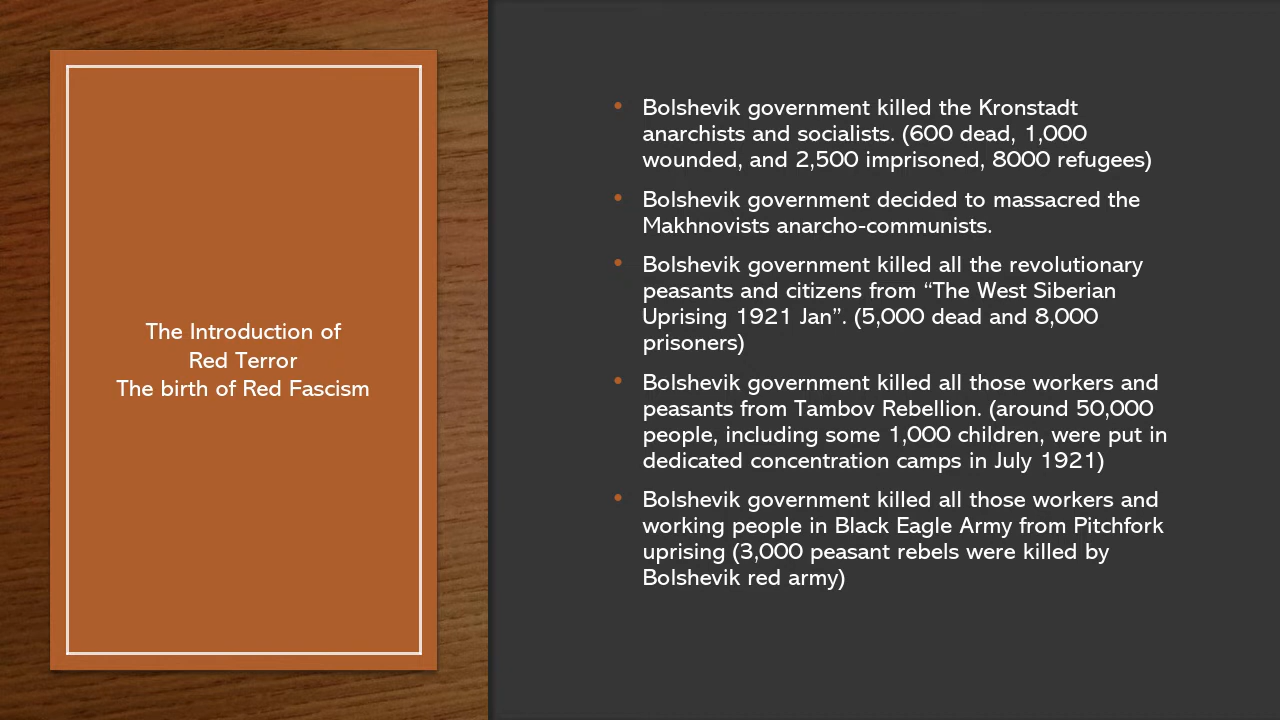 The Introduction of
Red Terror
The birth of Red Fascism
• Bolshevik government killed the Kronstadt
anarchists and socialists. (600 dead, 1,000
wounded, and 2,500 imprisoned, 8000 refugees)
• Bolshevik government decided to massacred the
Makhnovists anarcho-communists.
• Bolshevik government killed all the revolutionary
peasants and citizens from “The West Siberian
Uprising 1921 Jan”. (5,000 dead and 8,000
prisoners)
• Bolshevik government killed all those workers and
peasants from Tambov Rebellion. (around 50,000
people, including some 1,000 children, were put in
dedicated concentration camps in July 1921)
• Bolshevik government killed all those workers and
working people in Black Eagle Army from Pitchfork
uprising (3,000 peasant rebels were killed by
Bolshevik red army)